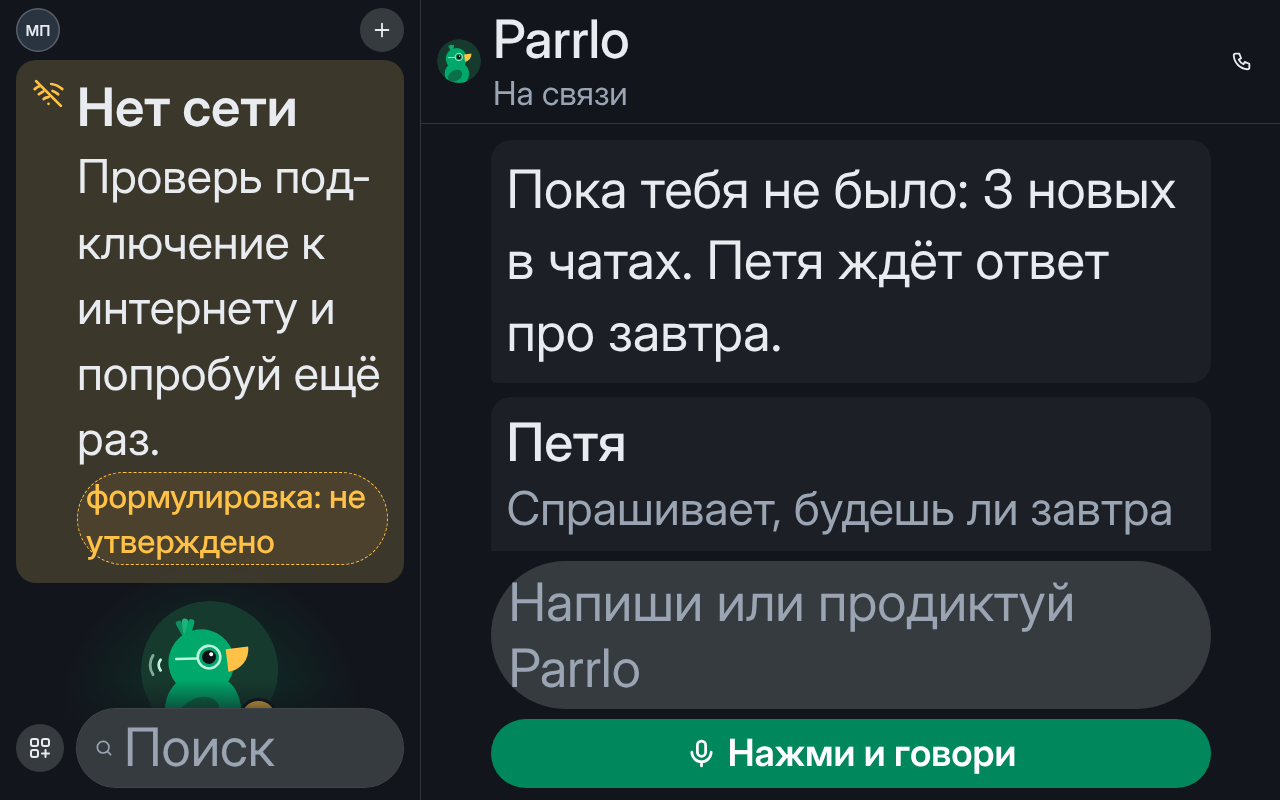 МП
Нет сети
Проверь под-
ключение к
интернету и
попробуй ещё
раз.
формулировка: не
утверждено
Поиск
Parrlo
На связи
Пока тебя не было: 3 новых
в чатах. Петя ждёт ответ
про завтра.
Петя
Спрашивает, будешь ли завтра
Напиши или продиктуй
Parrlo
Нажми и говори